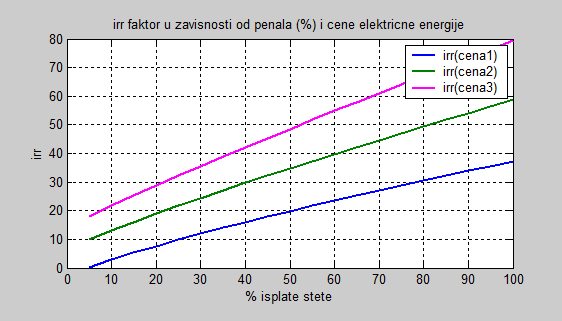 irr faktor u zavisnosti od penala (%) i cene elektricne energije
irr(cena1)
irr(cena2)
irr(cena3)
irr
80
70
60
50
40
30
20
10
0
0 10 20 30 40 50 60 70 80 90 100
% isplate stete